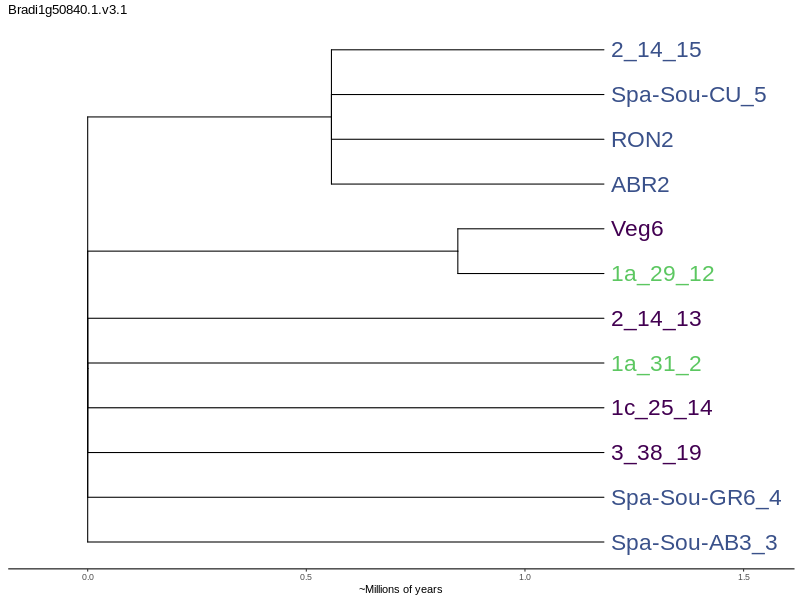 Bradi1g50840.1.v3.1
2_14_15
Spa-Sou-CU_5
RON2
ABR2
Veg6
1a_29_12
2_14_13
1a_31_2
1c_25_14
3_38_19
Spa-Sou-GR6_4
Spa-Sou-AB3_3
0.0 0.5 1.0 1.5
~Millions of years